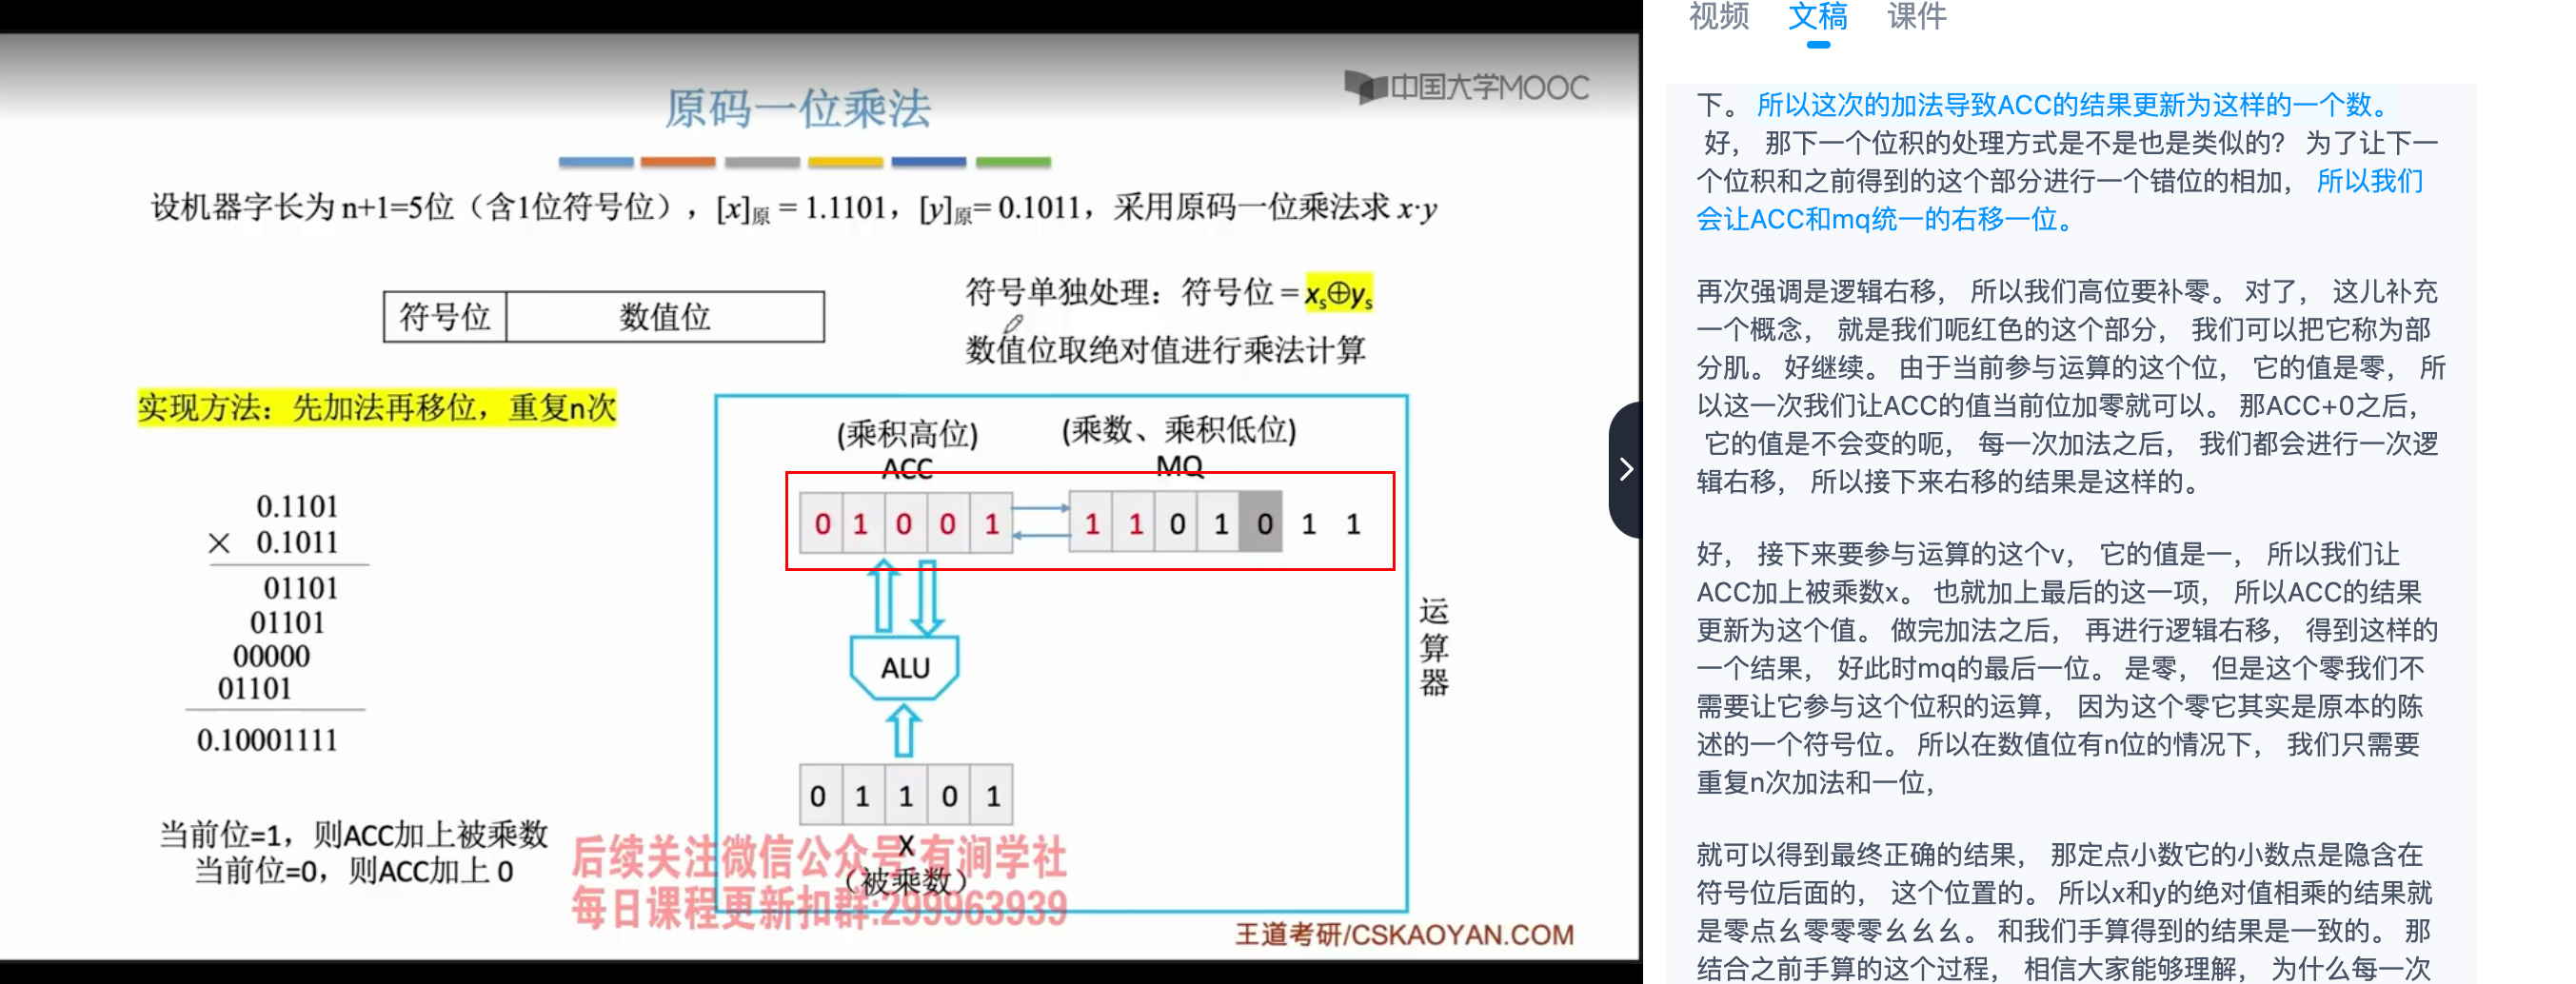 中国大学MOOC
原码一位乘法
设机器字长为 n+1=5位（含1位符号位），[x]原 = 1.1101，[y]原= 0.1011，采用原码一位乘法求 x·y
符号位 数值位
符号单独处理：符号位 = xs⊕ys
数值位取绝对值进行乘法计算
实现方法：先加法再移位，重复n次
0.1101
× 0.1011
01101
01101
00000
01101
0.10001111
当前位=1，则ACC加上被乘数
当前位=0，则ACC加上 0
(乘积高位) (乘数、乘积低位)
ACC MQ
0 1 0 0 1 1 1 0 1 0 1 1
ALU
0 1 1 0 1
X
（被乘数）
运算器
后续关注微信公众号:有润学社
每日课程更新扣群:299963939
王道考研/CSKAOYAN.COM
视频 文稿 课件
下。 所以这次的加法导致ACC的结果更新为这样的一个数。
好， 那下一个位积的处理方式是不是也是类似的？ 为了让下一
个位积和之前得到的这个部分进行一个错位的相加， 所以我们
会让ACC和mq统一的右移一位。
再次强调是逻辑右移， 所以我们高位要补零。 对了， 这儿补充
一个概念， 就是我们呃红色的这个部分， 我们可以把它称为部
分肌。 好继续。 由于当前参与运算的这个位， 它的值是零， 所
以这一次我们让ACC的值当前位加零就可以。 那ACC+0之后，
它的值是不会变的呃， 每一次加法之后， 我们都会进行一次逻
辑右移， 所以接下来右移的结果是这样的。
好， 接下来要参与运算的这个v， 它的值是一， 所以我们让
ACC加上被乘数x。 也就加上最后的这一项， 所以ACC的结果
更新为这个值。 做完加法之后， 再进行逻辑右移， 得到这样的
一个结果， 好此时mq的最后一位。 是零， 但是这个零我们不
需要让它参与这个位积的运算， 因为这个零它其实是原本的陈
述的一个符号位。 所以在数值位有n位的情况下， 我们只需要
重复n次加法和一位，
就可以得到最终正确的结果， 那定点小数它的小数点是隐含在
符号位后面的， 这个位置的。 所以x和y的绝对值相乘的结果就
是零点幺零零零幺幺幺。 和我们手算得到的结果是一致的。 那
结合之前手算的这个过程， 相信大家能够理解， 为什么每一次